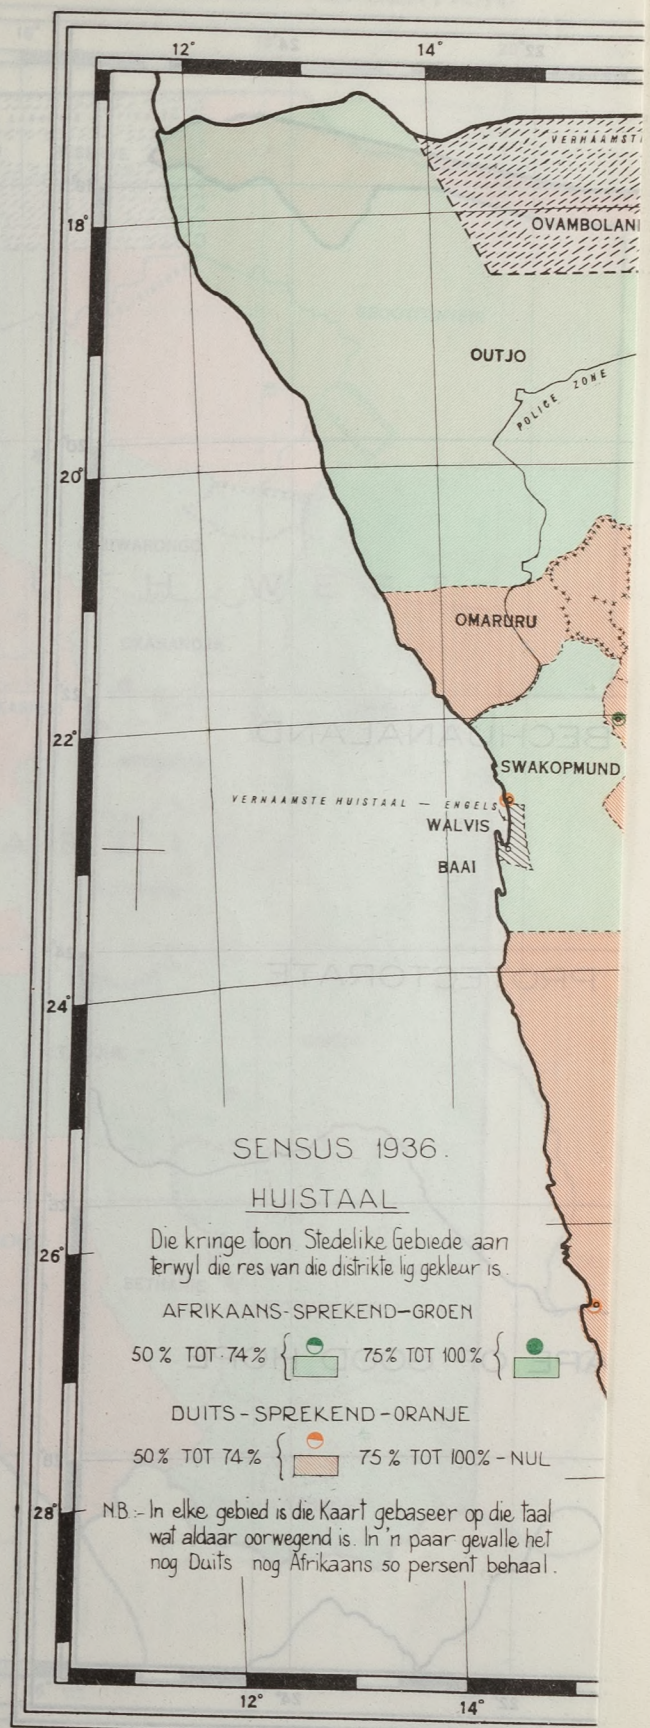 12° 14°
VERNAAMST
18°
OVAMBOLAN
OUTJO
POLICE ZONE
20°
OMARURU
22°
SWAKOPMUND
VERNAAMSTE HUISTAAL — ENGELS
WALVIS
BAAI
24°
SENSUS 1936.
HUISTAAL
Die kringe toon Stedelike Gebiede aan
26°
terwyl die res van die distrikte lig gekleur is.
AFRIKAANS-SPREKEND-GROEN
50% TOT 74% 75% TOT 100%
DUITS-SPREKEND-ORANJE
50% TOT 74% 75% TOT 100%-NUL
28°
N.B:- In elke gebied is die Kaart gebaseer op die taal
wat aldaar oorwegend is. In 'n paar gevalle het
nog Duits nog Afrikaans 50 persent behaal.
12° 14°